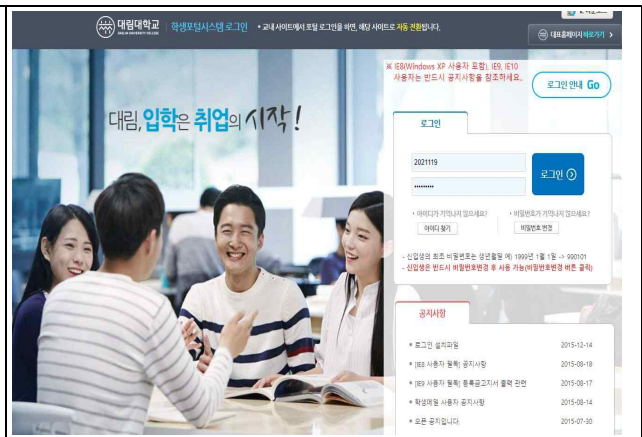 대림대학교
DAELIM UNIVERSITY COLLEGE
학생포털시스템 로그인
• 교내사이트에서 포털 로그인을 하면, 해당 사이트로 자동 전환됩니다.
대표홈페이지 바로가기 >
※ IE8(Windows XP 사용자 포함), IE9, IE10
사용자는 반드시 공지사항을 참조하세요.
로그인 안내 Go
대림, 입학은 취업의 시작!
로그인
2021119
•••••••••
로그인
• 아이디가 기억나지 않으세요?
아이디 찾기
• 비밀번호가 기억나지 않으세요?
비밀번호 변경
- 신입생의 최초 비밀번호는 생년월일 예) 1999년 1월 1일 -> 990101
- 신입생은 반드시 비밀번호변경 후 사용 가능(비밀번호변경 버튼 클릭)
공지사항
로그인 설치파일 2015-12-14
[IE8 사용자 필독] 공지사항 2015-08-18
[IE9 사용자 필독] 등록금고지서 출력 관련 2015-08-17
학생메일 사용자 공지사항 2015-08-14
오픈 공지입니다. 2015-07-30